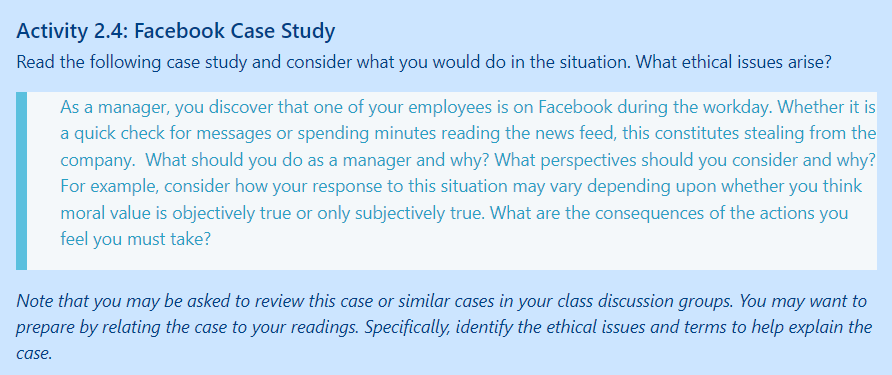 Activity 2.4: Facebook Case Study
Read the following case study and consider what you would do in the situation. What ethical issues arise?
As a manager, you discover that one of your employees is on Facebook during the workday. Whether it is
a quick check for messages or spending minutes reading the news feed, this constitutes stealing from the
company.  What should you do as a manager and why? What perspectives should you consider and why?
For example, consider how your response to this situation may vary depending upon whether you think
moral value is objectively true or only subjectively true. What are the consequences of the actions you
feel you must take?
Note that you may be asked to review this case or similar cases in your class discussion groups. You may want to
prepare by relating the case to your readings. Specifically, identify the ethical issues and terms to help explain the
case.